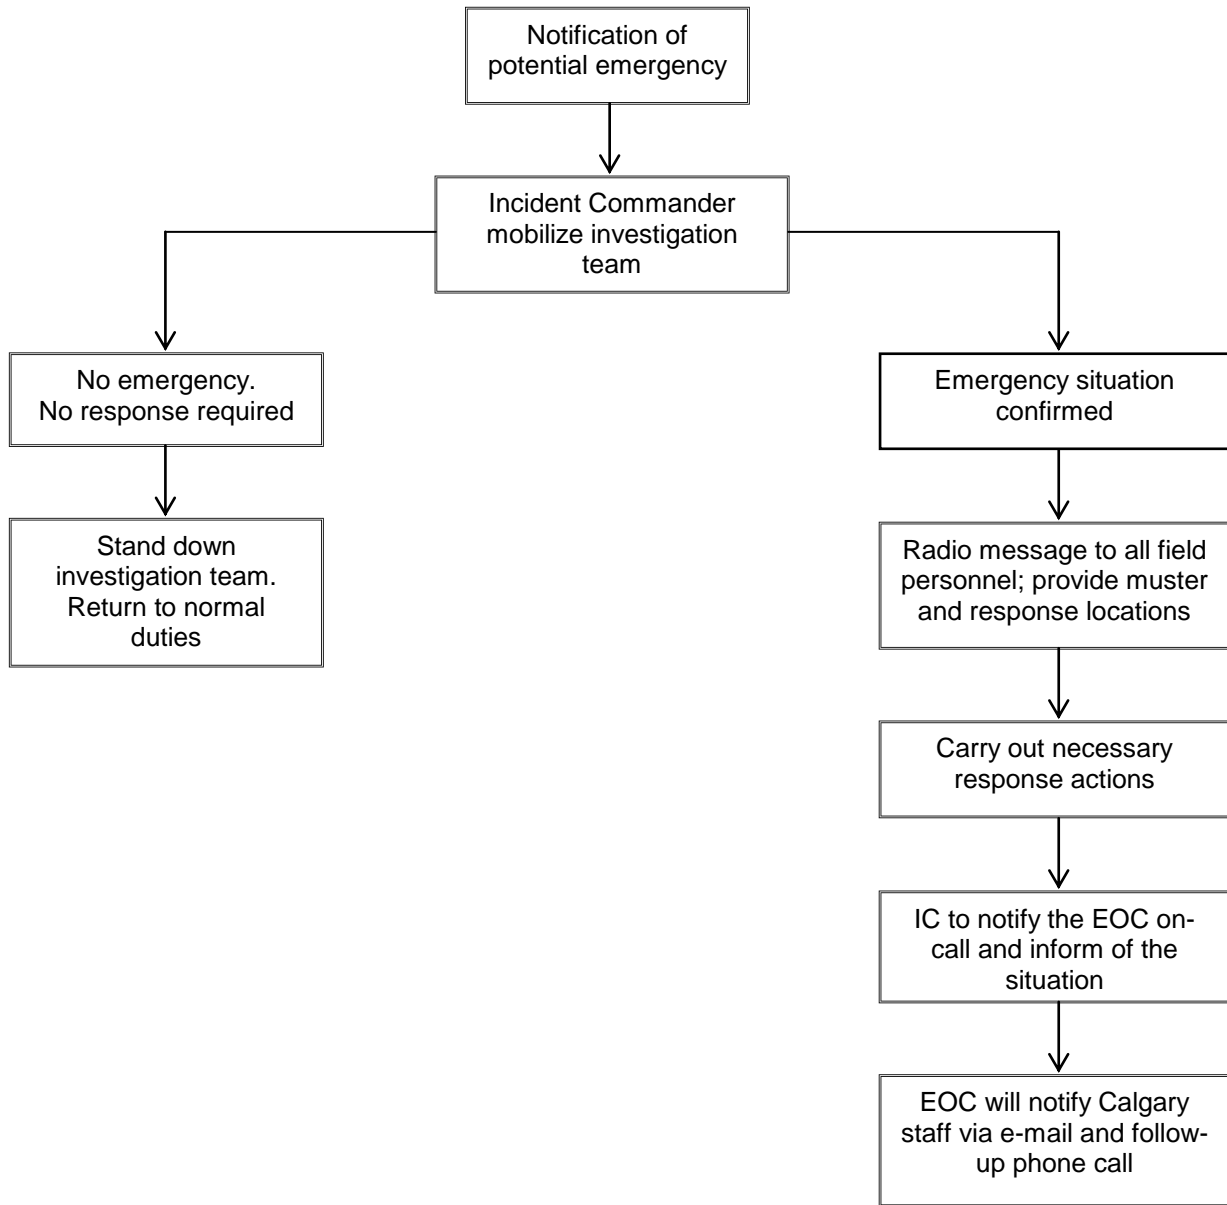 Notification of
potential emergency
Incident Commander
mobilize investigation
team
No emergency.
No response required
Emergency situation
confirmed
Stand down
investigation team.
Return to normal
duties
Radio message to all field
personnel; provide muster
and response locations
Carry out necessary
response actions
IC to notify the EOC on-
call and inform of the
situation
EOC will notify Calgary
staff via e-mail and follow-
up phone call